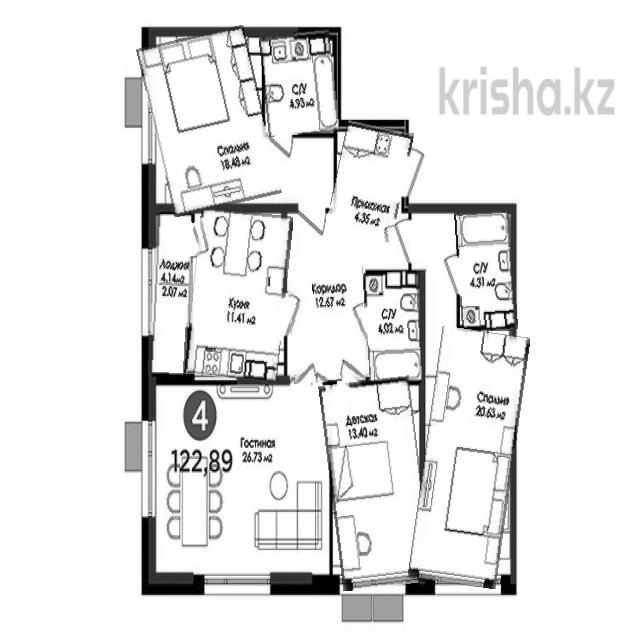 krisha.kz
С/У
4.93 м2
Спальня
18.48 м2
Прихожая
4.35 м2
Лоджия
4.14 м2
2.07 м2
С/У
4.31 м2
Коридор
12.67 м2
Кухня
11.41 м2
С/У
4.02 м2
Спальня
20.63 м2
4
Детская
13.40 м2
Гостиная
26.73 м2
122,89